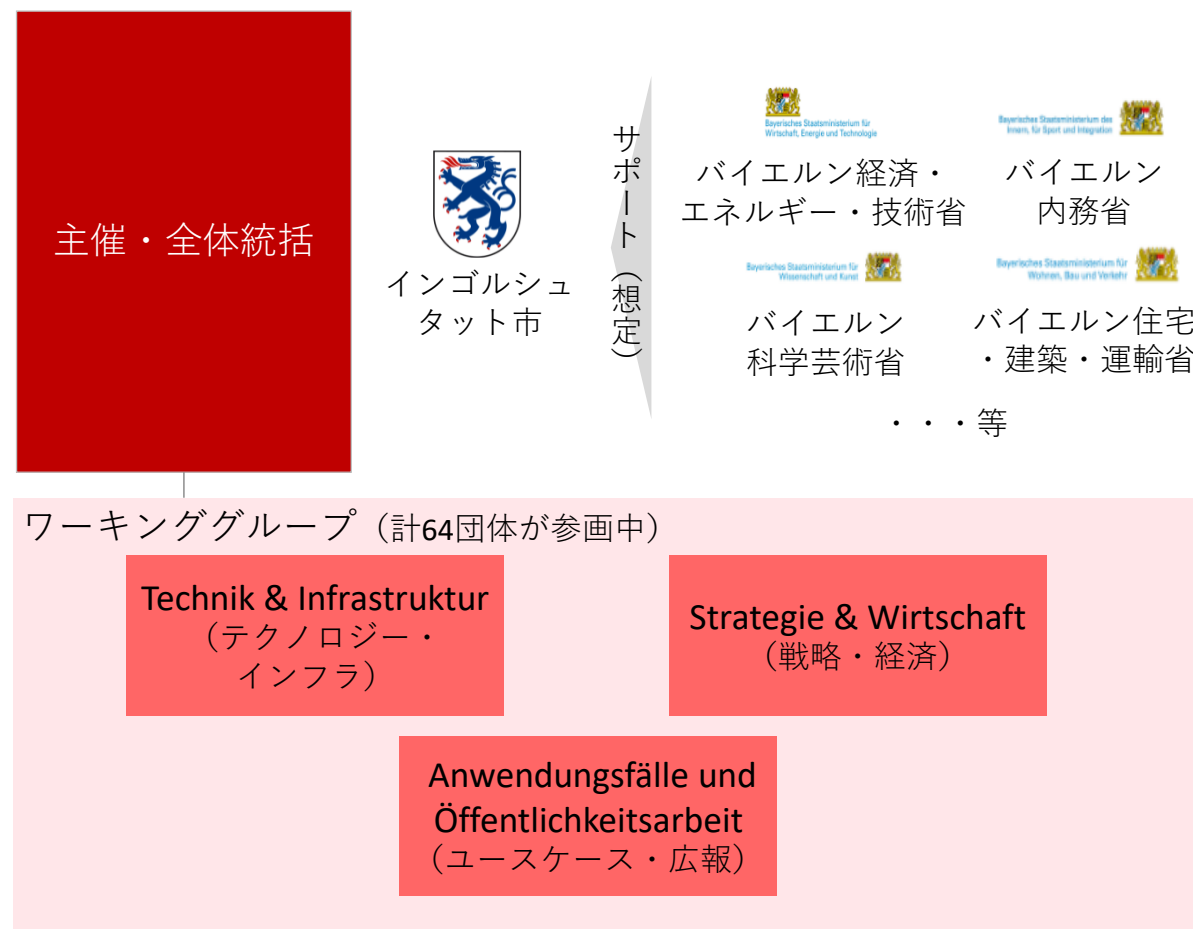 主催・全体統括
インゴルシュ
タット市
サポート（想定）
Bayerisches Staatsministerium für
Wirtschaft, Energie und Technologie
バイエルン経済・
エネルギー・技術省
Bayerisches Staatsministerium des
Innern, für Sport und Integration
バイエルン
内務省
Bayerisches Staatsministerium für
Wissenschaft und Kunst
バイエルン
科学芸術省
Bayerisches Staatsministerium für
Wohnen, Bau und Verkehr
バイエルン住宅
・建築・運輸省
・・・等
ワーキンググループ（計64団体が参画中）
Technik & Infrastruktur
（テクノロジー・
インフラ）
Strategie & Wirtschaft
（戦略・経済）
Anwendungsfälle und
Öffentlichkeitsarbeit
（ユースケース・広報）